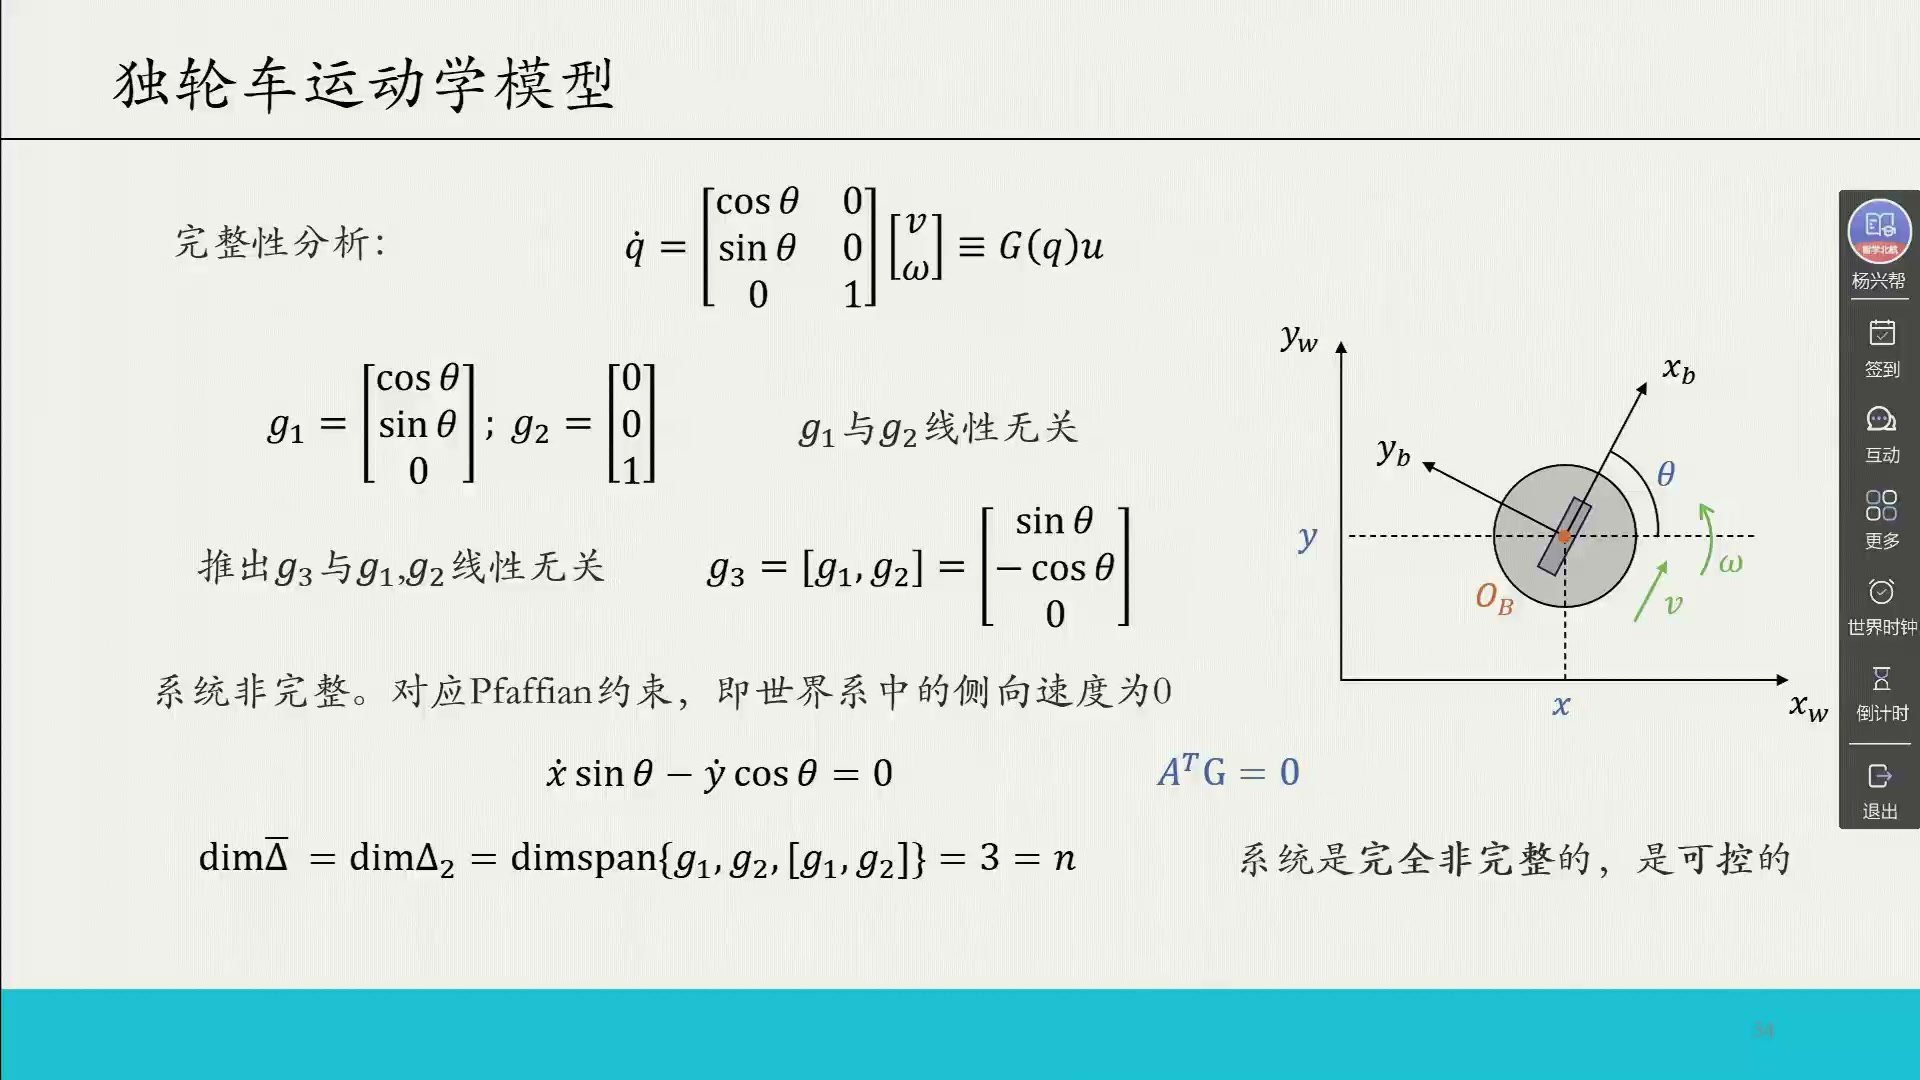 独轮车运动学模型
完整性分析：
q̇ = [cos θ 0; sin θ 0; 0 1] [v; ω] ≡ G(q)u
g₁ = [cos θ; sin θ; 0] ; g₂ = [0; 0; 1]
g₁与g₂线性无关
推出g₃与g₁,g₂线性无关
g₃ = [g₁, g₂] = [sin θ; − cos θ; 0]
系统非完整。对应Pfaffian约束，即世界系中的侧向速度为0
ẋ sin θ − ẏ cos θ = 0
AᵀG = 0
dimΔ̅ = dimΔ₂ = dimspan{g₁, g₂, [g₁, g₂]} = 3 = n
系统是完全非完整的，是可控的
y_w
x_b
y_b
θ
y
ω
O_B
v
x
x_w
34
智学北航
杨兴帮
签到
互动
更多
世界时钟
倒计时
退出